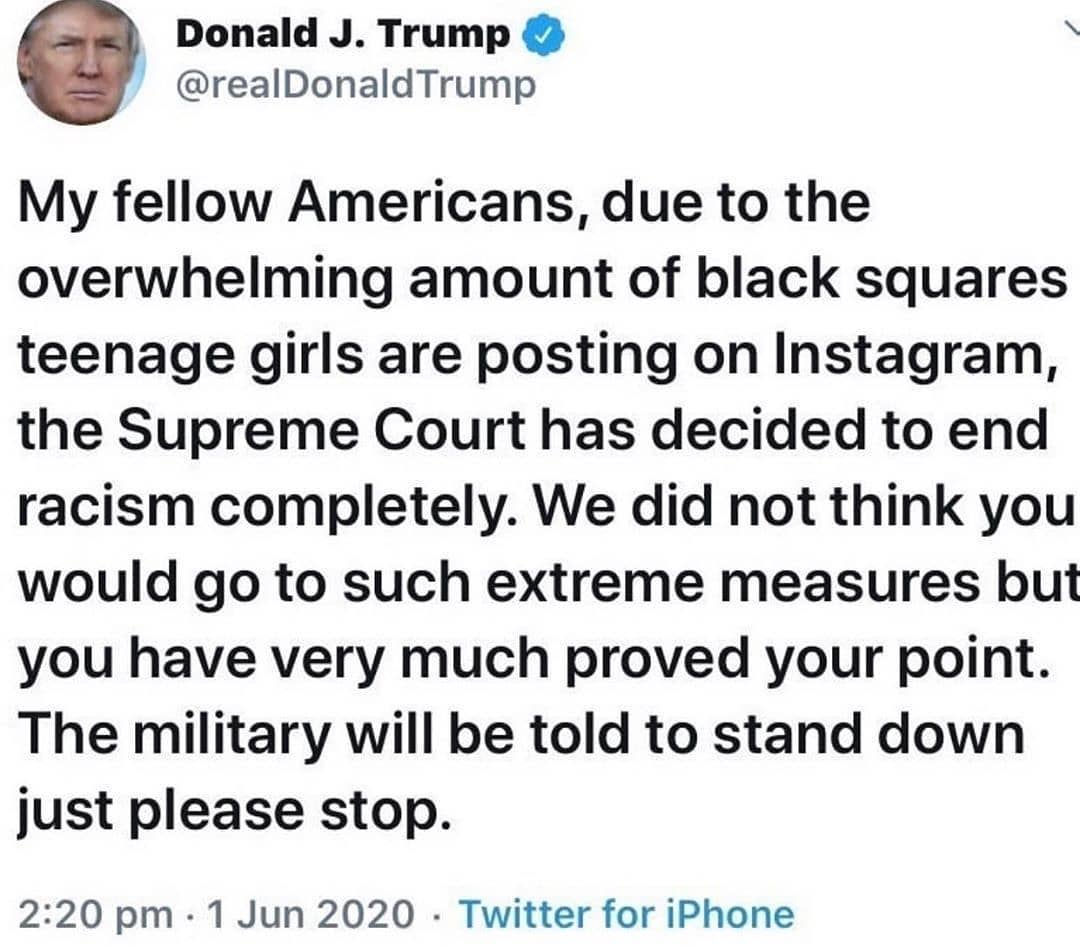 Donald J. Trump
@realDonaldTrump
My fellow Americans, due to the
overwhelming amount of black squares
teenage girls are posting on Instagram,
the Supreme Court has decided to end
racism completely. We did not think you
would go to such extreme measures but
you have very much proved your point.
The military will be told to stand down
just please stop.
2:20 pm · 1 Jun 2020 · Twitter for iPhone